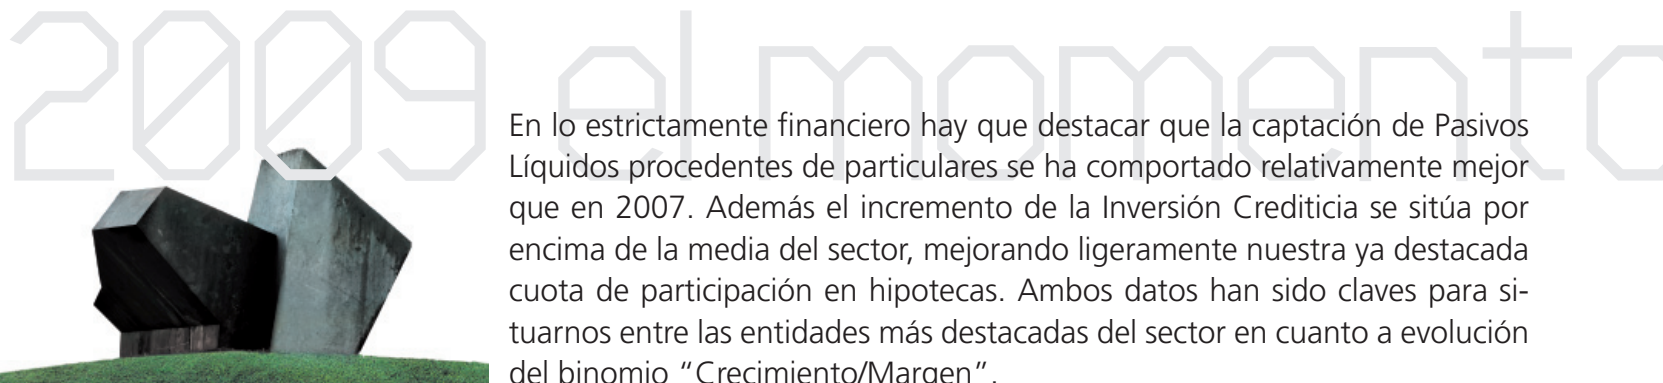 2009 el momento
En lo estrictamente financiero hay que destacar que la captación de Pasivos
Líquidos procedentes de particulares se ha comportado relativamente mejor
que en 2007. Además el incremento de la Inversión Crediticia se sitúa por
encima de la media del sector, mejorando ligeramente nuestra ya destacada
cuota de participación en hipotecas. Ambos datos han sido claves para si-
tuarnos entre las entidades más destacadas del sector en cuanto a evolución
del binomio “Crecimiento/Margen”.